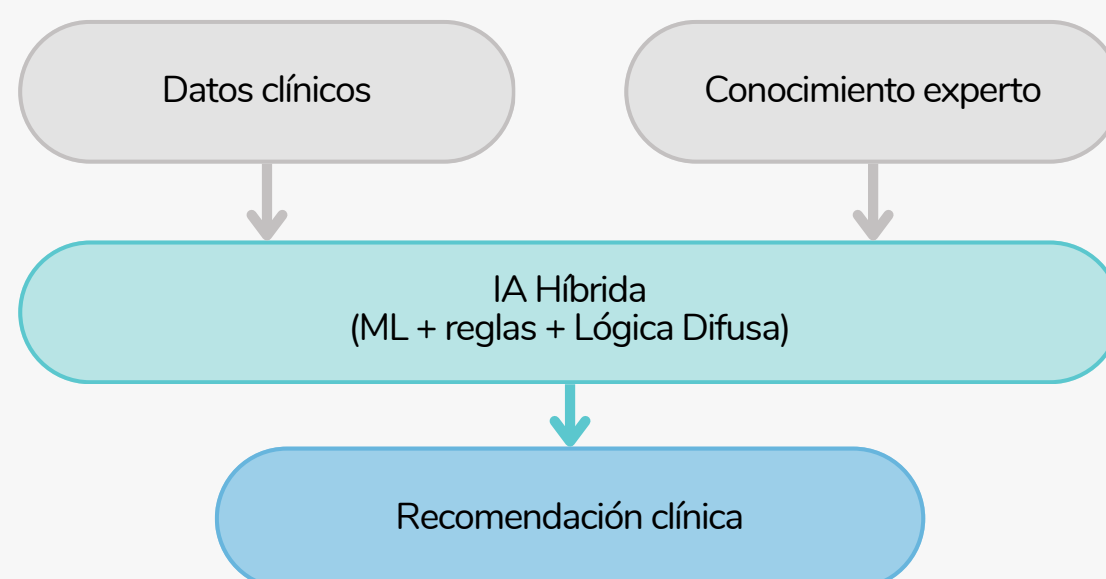 Datos clínicos
Conocimiento experto
IA Híbrida
(ML + reglas + Lógica Difusa)
Recomendación clínica